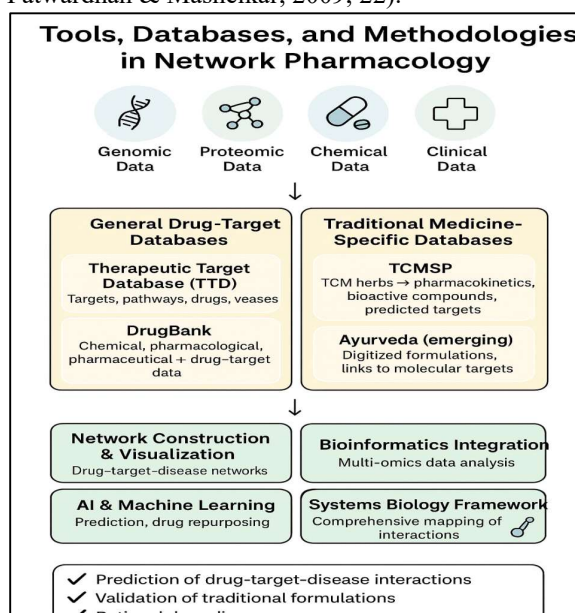 Patwardhan & Mashelkar, 2009, 22).
Tools, Databases, and Methodologies
in Network Pharmacology
Genomic
Data
Proteomic
Data
Chemical
Data
Clinical
Data
General Drug-Target
Databases
Therapeutic Target
Database (TTD)
Targets, pathways, drugs, veases
DrugBank
Chemical, pharmacological,
pharmaceutical + drug–target
data
Traditional Medicine-
Specific Databases
TCMSP
TCM herbs → pharmacokinetics,
bioactive compounds,
predicted targets
Ayurveda (emerging)
Digitized formulations,
links to molecular targets
Network Construction
& Visualization
Drug–target–disease networks
Bioinformatics Integration
Multi-omics data analysis
AI & Machine Learning
Prediction, drug repurposing
Systems Biology Framework
Comprehensive mapping of
interactions
✓ Prediction of drug-target-disease interactions
✓ Validation of traditional formulations